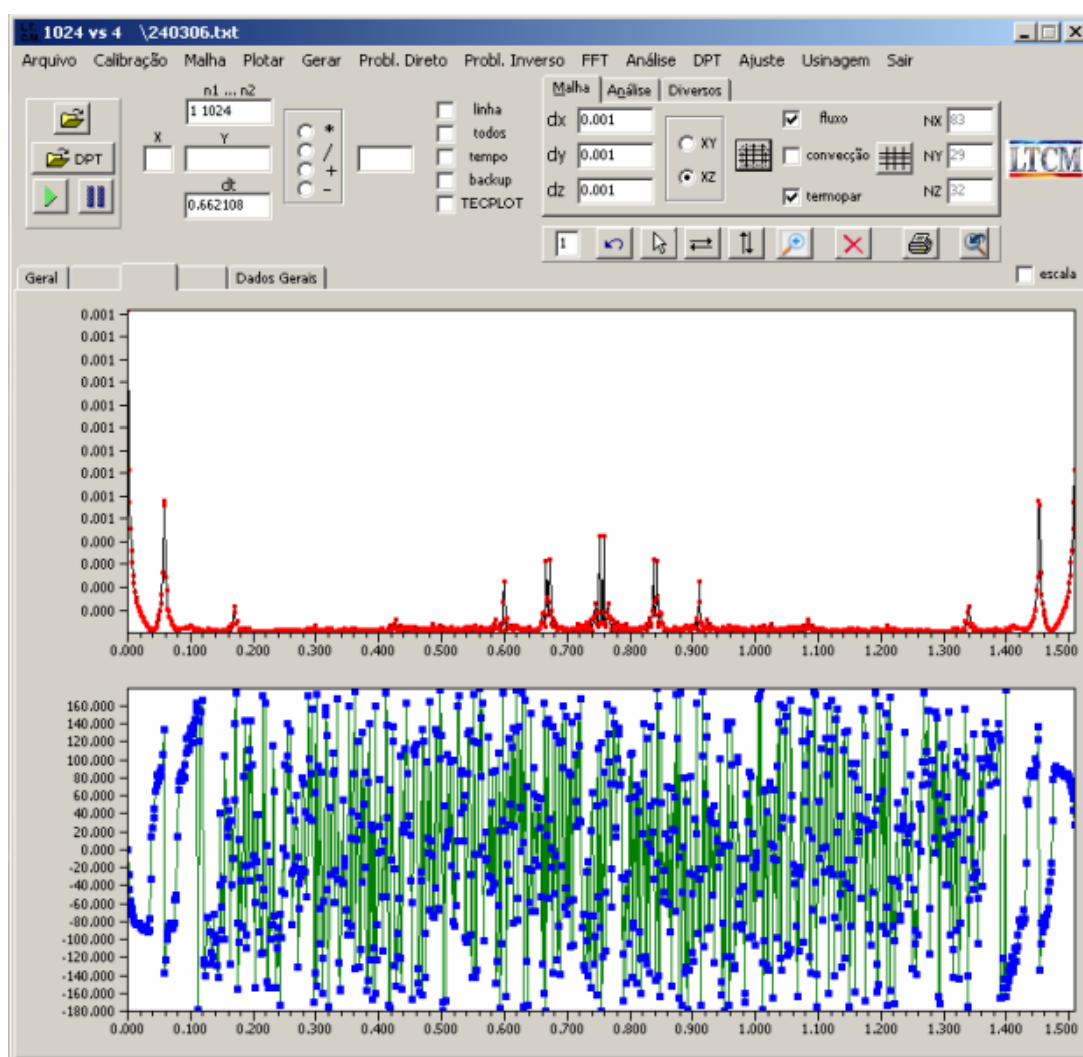 1024 vs 4 \240306.txt
Arquivo Calibração Malha Plotar Gerar Probl. Direto Probl. Inverso FFT Análise DPT Ajuste Usinagem Sair
n1 ... n2
1 1024
X Y
DPT
dt
0.662108
*
/
+
-
linha
todos
tempo
backup
TECPLOT
Malha Análise Diversos
dx 0.001
dy 0.001
dz 0.001
XY
XZ
fluxo
convecção
termopar
NX 83
NY 29
NZ 32
LTCM
1
Geral Dados Gerais
escala
0.001
0.001
0.001
0.001
0.001
0.001
0.001
0.001
0.001
0.001
0.000
0.000
0.000
0.000
0.000 0.100 0.200 0.300 0.400 0.500 0.600 0.700 0.800 0.900 1.000 1.100 1.200 1.300 1.400 1.500
160.000
140.000
120.000
100.000
80.000
60.000
40.000
20.000
0.000
-20.000
-40.000
-60.000
-80.000
-100.000
-120.000
-140.000
-160.000
-180.000
0.000 0.100 0.200 0.300 0.400 0.500 0.600 0.700 0.800 0.900 1.000 1.100 1.200 1.300 1.400 1.500